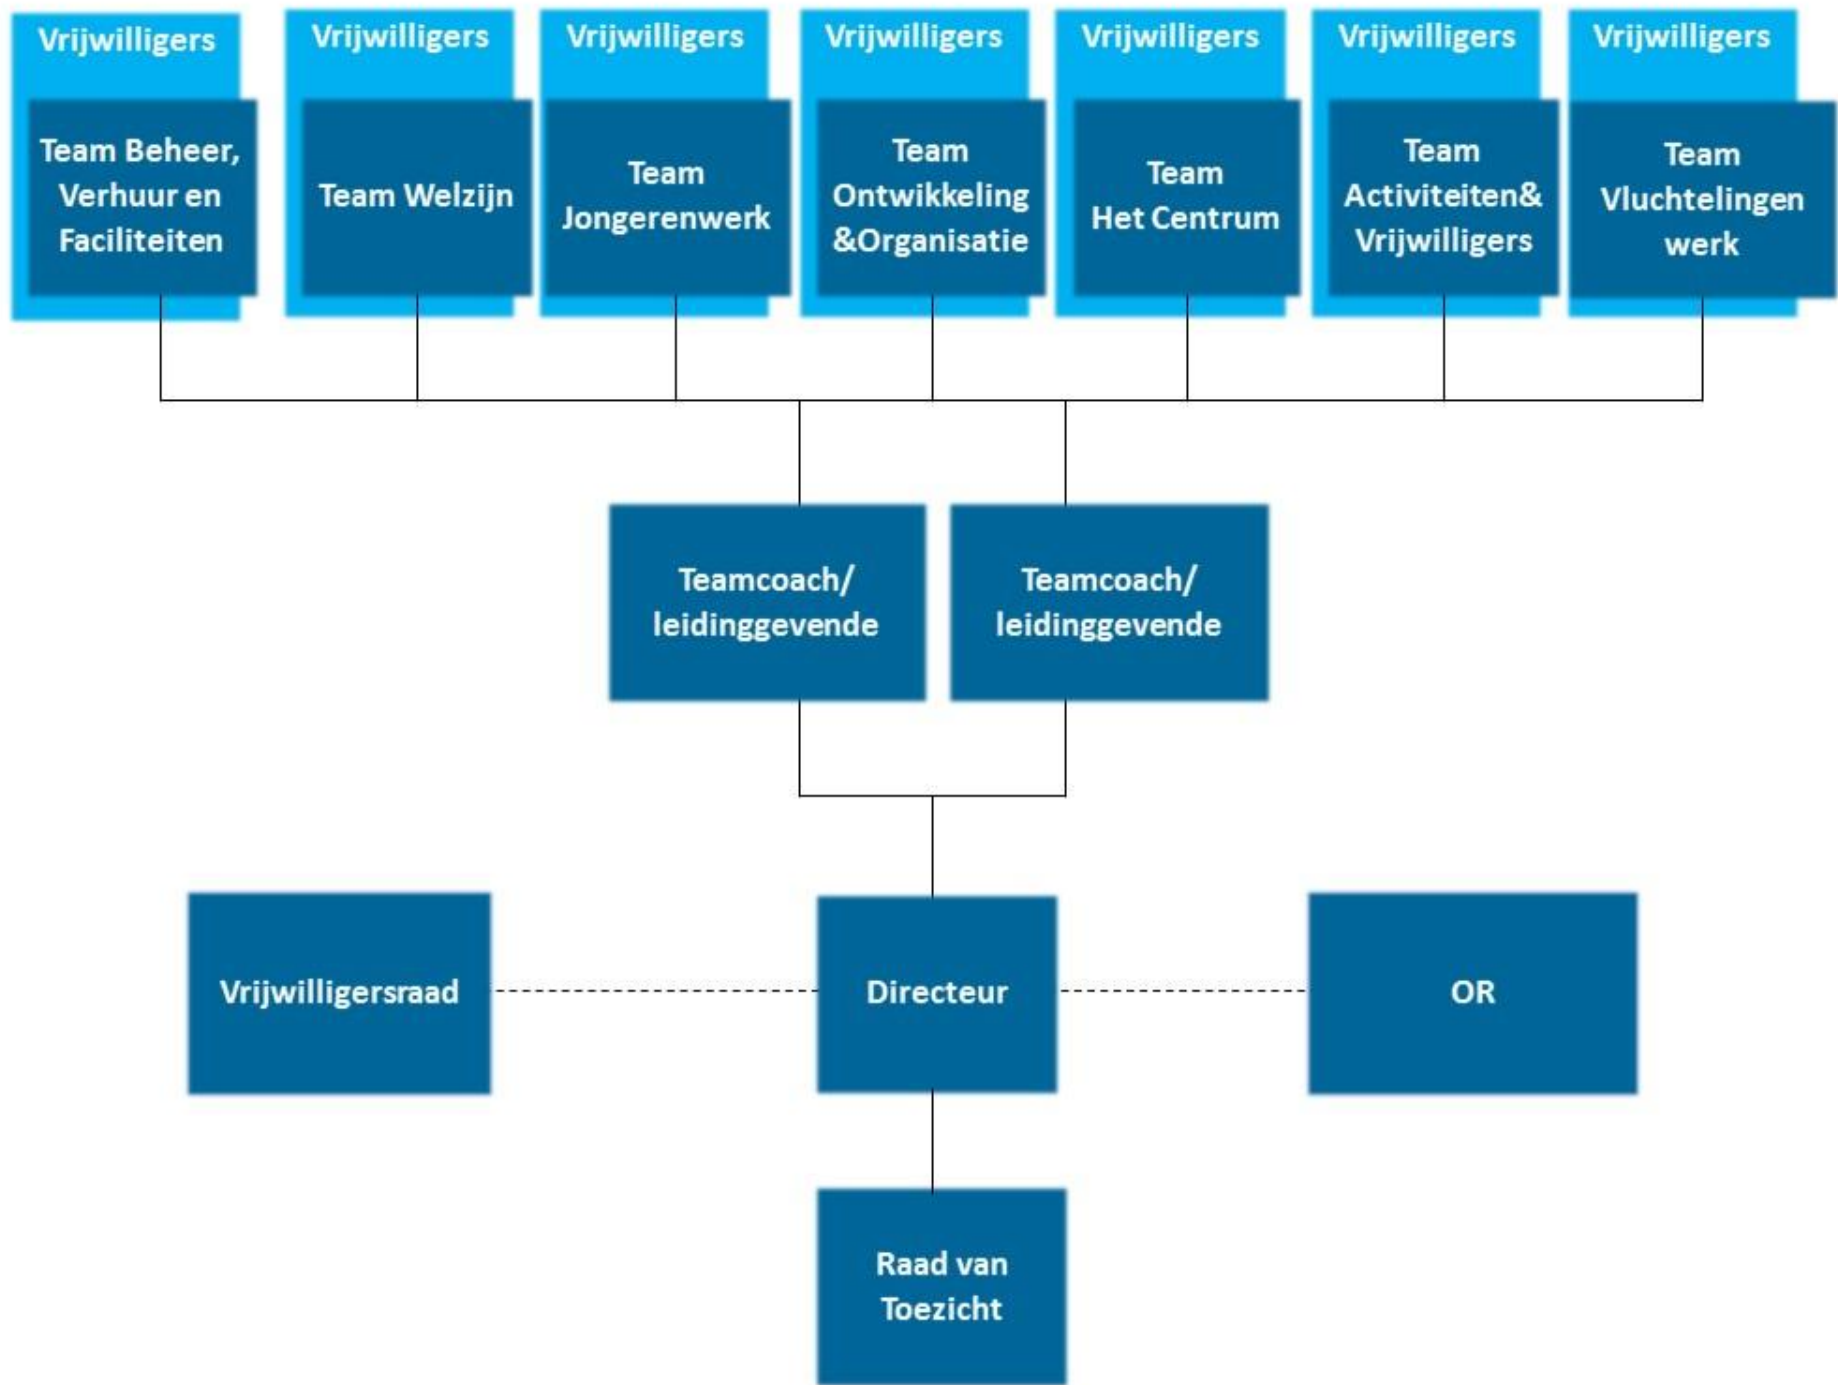 Vrijwilligers
Vrijwilligers
Vrijwilligers
Vrijwilligers
Vrijwilligers
Vrijwilligers
Vrijwilligers
Team Beheer,
Verhuur en
Faciliteiten
Team Welzijn
Team
Jongerenwerk
Team
Ontwikkeling
&Organisatie
Team
Het Centrum
Team
Activiteiten&
Vrijwilligers
Team
Vluchtelingen
werk
Teamcoach/
leidinggevende
Teamcoach/
leidinggevende
Vrijwilligersraad
Directeur
OR
Raad van
Toezicht